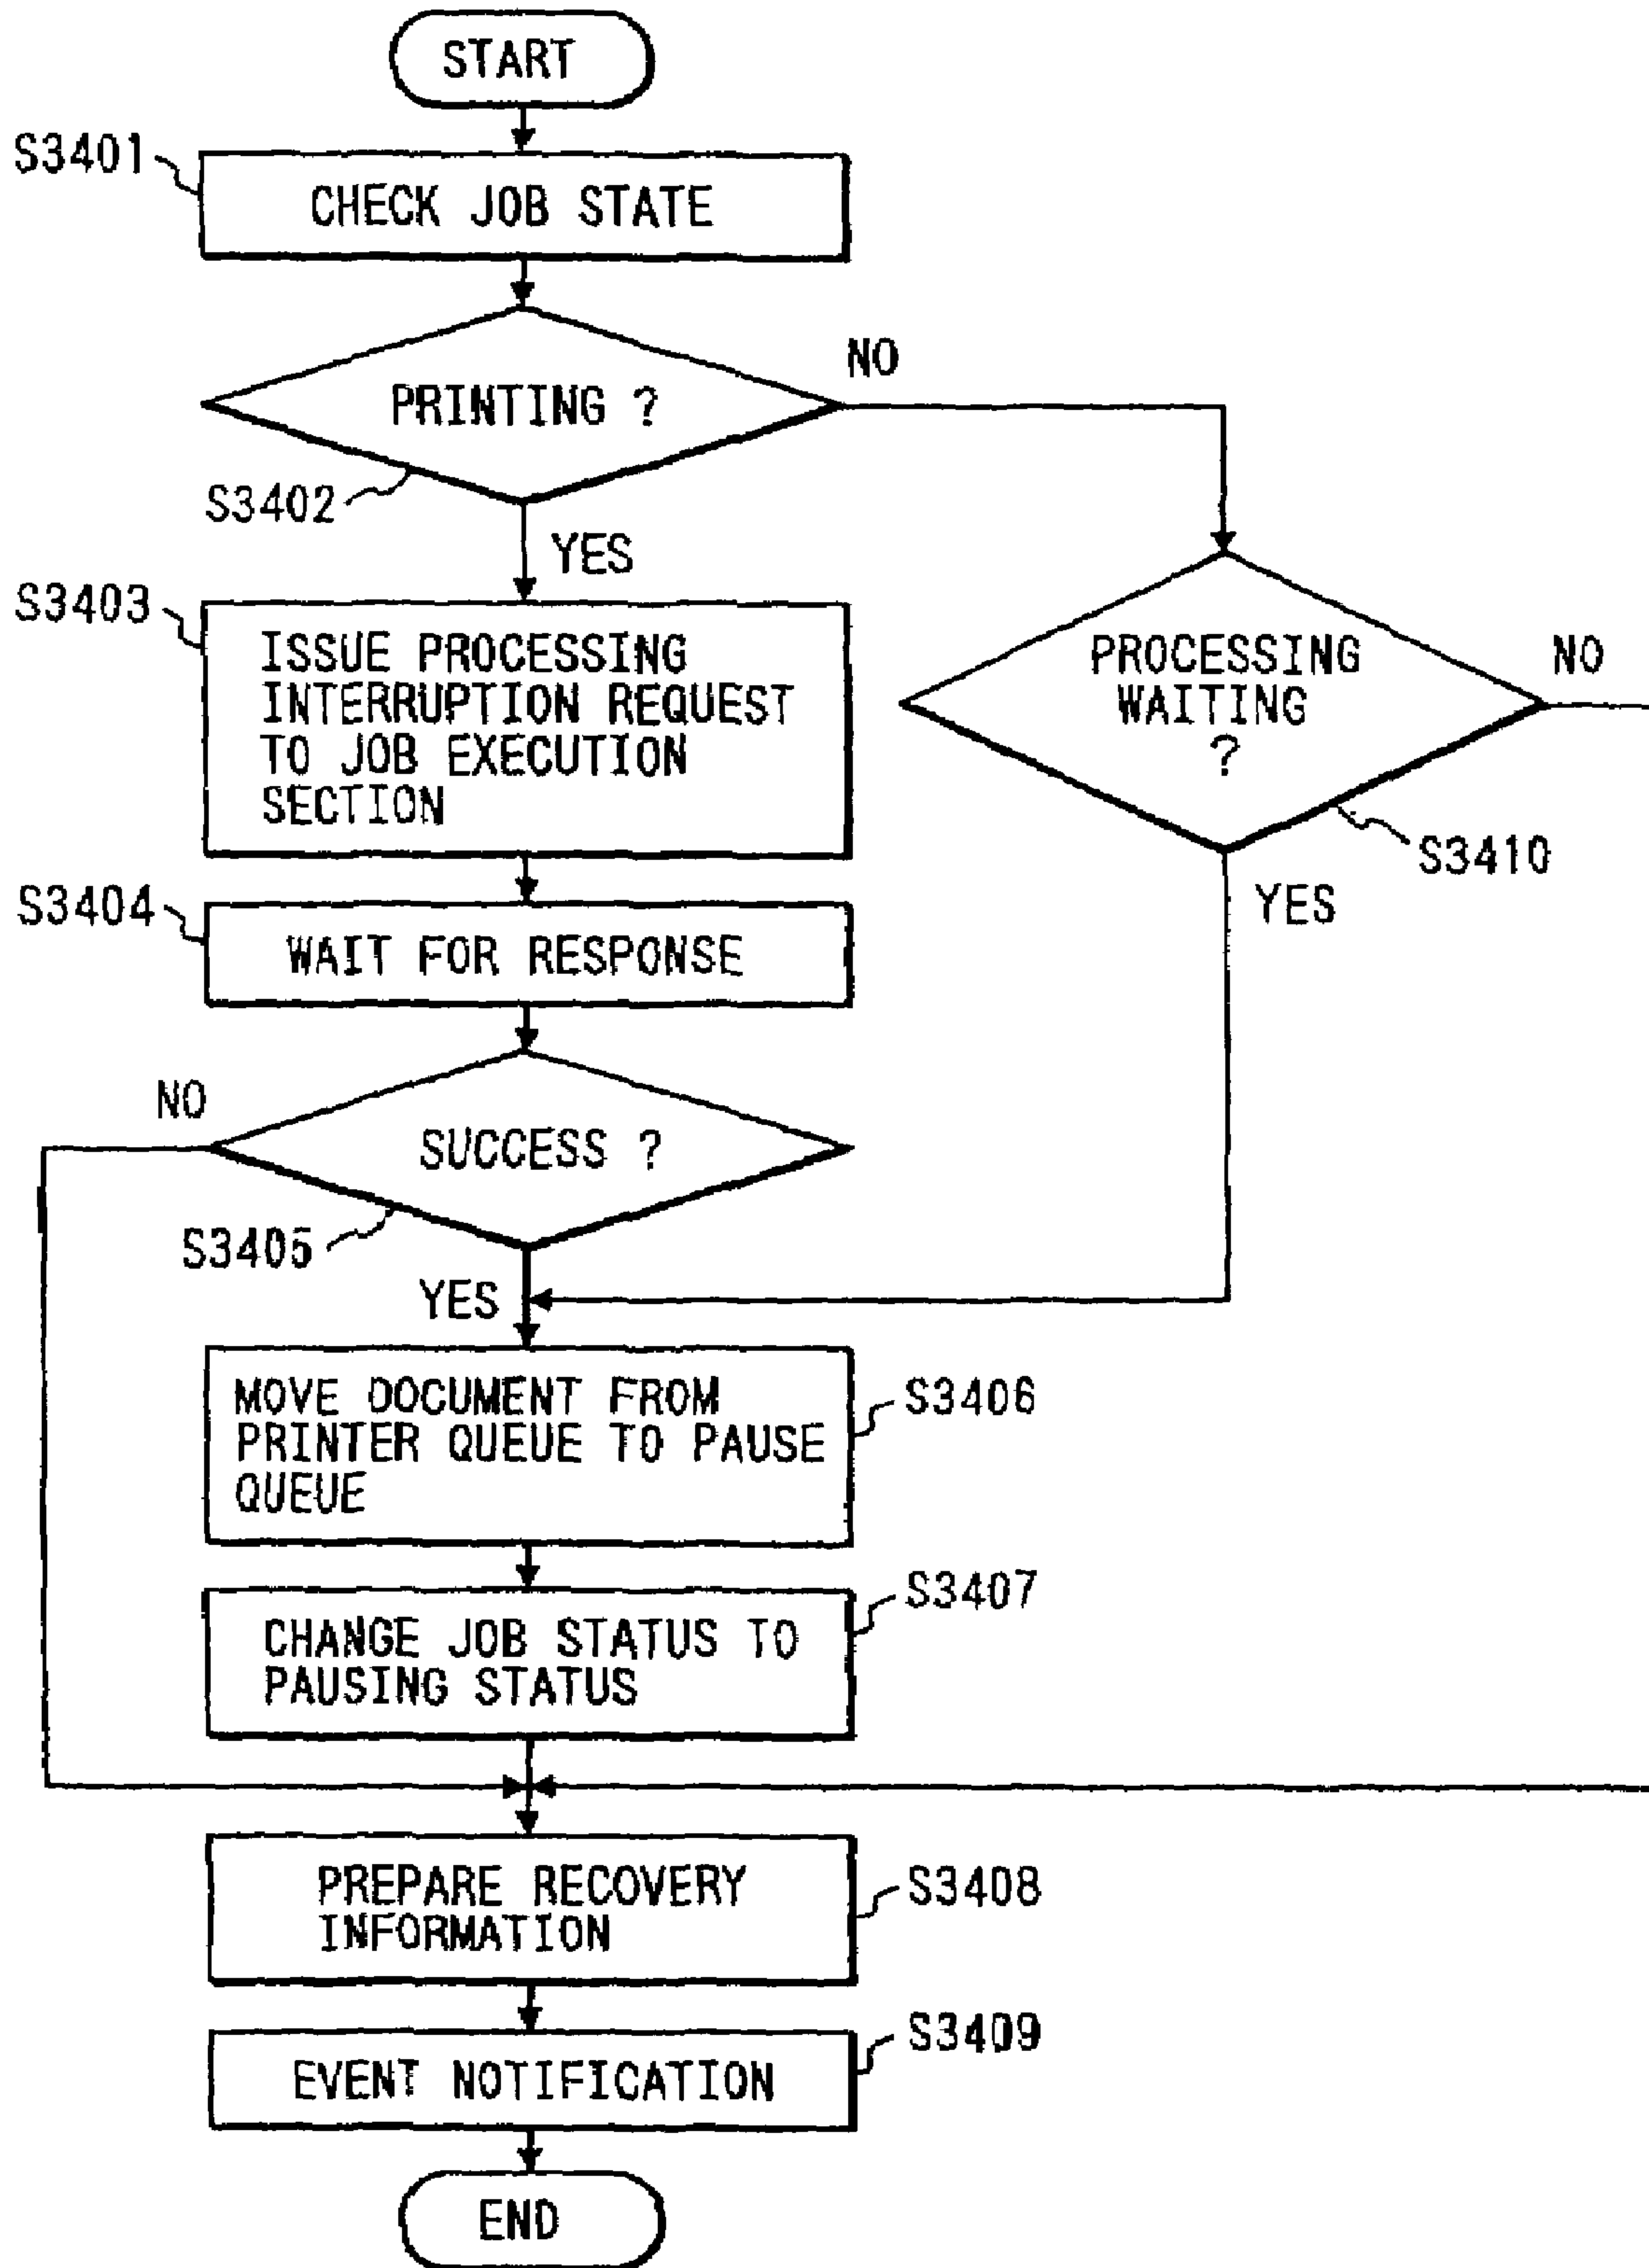 START
S3401
CHECK JOB STATE
NO
PRINTING ?
S3402
YES
S3403
ISSUE PROCESSING
INTERRUPTION REQUEST
TO JOB EXECUTION
SECTION
PROCESSING
WAITING
?
NO
S3410
YES
S3404
WAIT FOR RESPONSE
NO
SUCCESS ?
S3405
YES
MOVE DOCUMENT FROM
PRINTER QUEUE TO PAUSE
QUEUE
S3406
S3407
CHANGE JOB STATUS TO
PAUSING STATUS
PREPARE RECOVERY
INFORMATION
S3408
S3409
EVENT NOTIFICATION
END